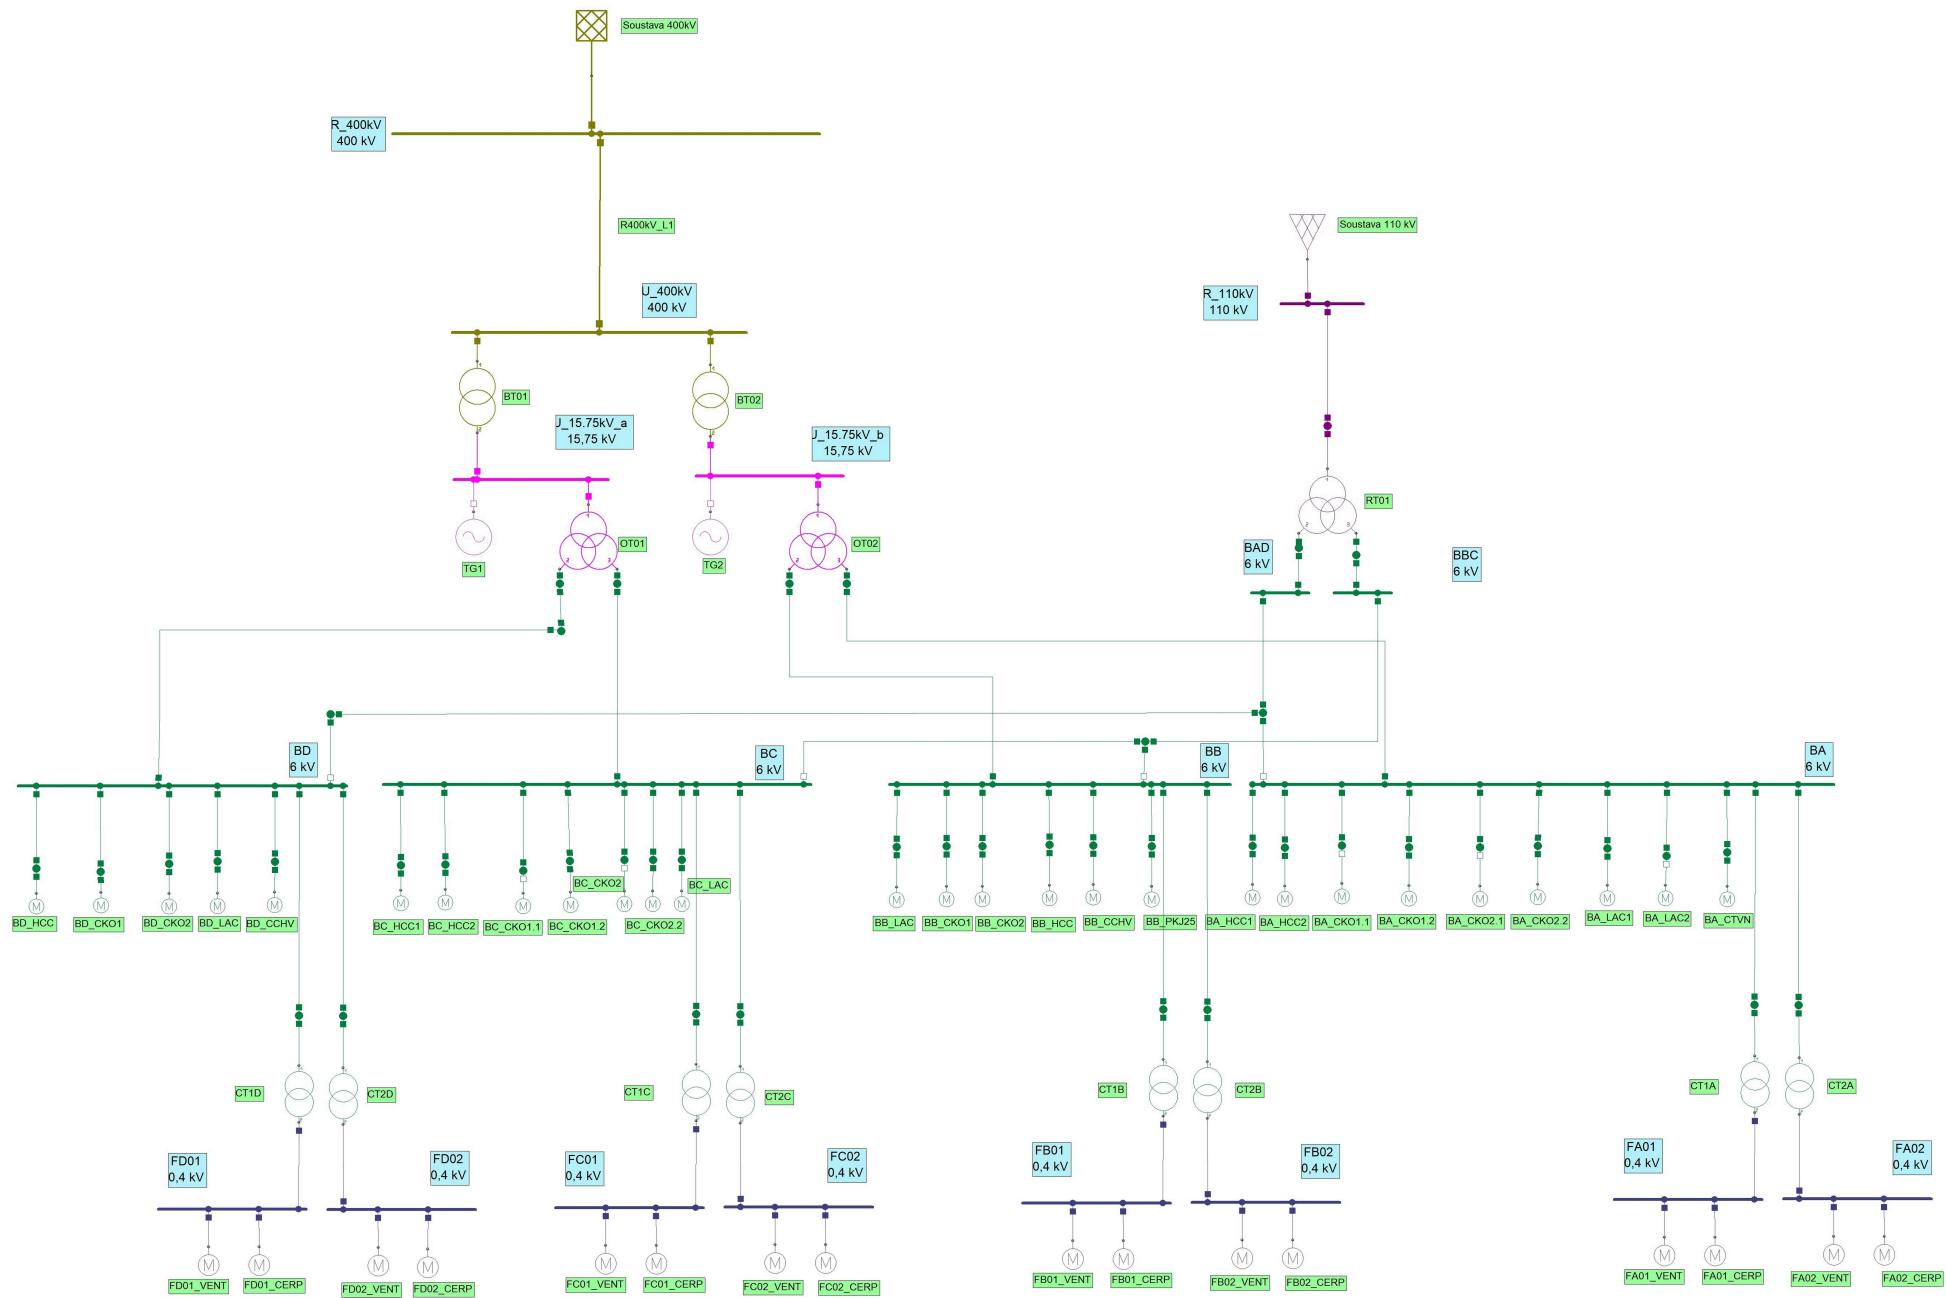 Soustava 400kV
R_400kV
400 kV
R400kV_L1
Soustava 110 kV
U_400kV
400 kV
R_110kV
110 kV
BT01
BT02
J_15.75kV_a
15,75 kV
J_15.75kV_b
15,75 kV
RT01
OT01
OT02
TG1
TG2
BAD
6 kV
BBC
6 kV
BD
6 kV
BC
6 kV
BB
6 kV
BA
6 kV
BC_CKO2
BC_LAC
BD_HCC
BD_CKO1
BD_CKO2
BD_LAC
BD_CCHV
BC_HCC1
BC_HCC2
BC_CKO1.1
BC_CKO1.2
BC_CKO2.2
BB_LAC
BB_CKO1
BB_CKO2
BB_HCC
BB_CCHV
BB_PKJ25
BA_HCC1
BA_HCC2
BA_CKO1.1
BA_CKO1.2
BA_CKO2.1
BA_CKO2.2
BA_LAC1
BA_LAC2
BA_CTVN
CT1D
CT2D
CT1C
CT2C
CT1B
CT2B
CT1A
CT2A
FD01
0,4 kV
FD02
0,4 kV
FC01
0,4 kV
FC02
0,4 kV
FB01
0,4 kV
FB02
0,4 kV
FA01
0,4 kV
FA02
0,4 kV
FD01_VENT
FD01_CERP
FD02_VENT
FD02_CERP
FC01_VENT
FC01_CERP
FC02_VENT
FC02_CERP
FB01_VENT
FB01_CERP
FB02_VENT
FB02_CERP
FA01_VENT
FA01_CERP
FA02_VENT
FA02_CERP